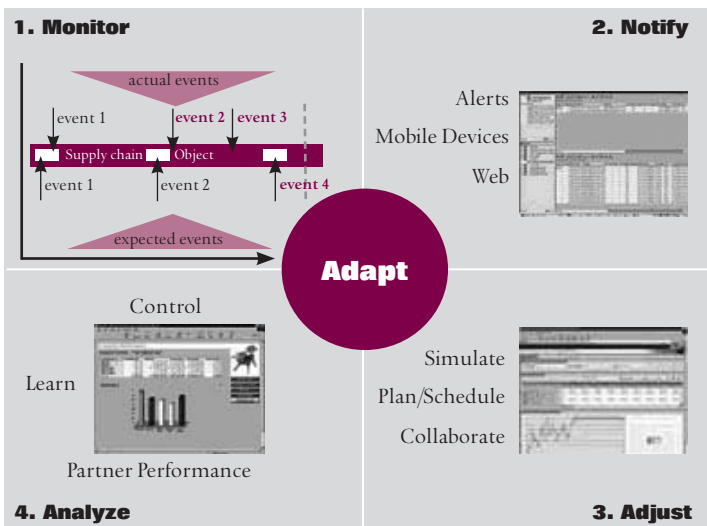 1. Monitor
actual events
event 1
event 2
event 3
Supply chain
Object
event 1
event 2
event 4
expected events
2. Notify
Alerts
Mobile Devices
Web
Adapt
Control
Learn
Partner Performance
4. Analyze
Simulate
Plan/Schedule
Collaborate
3. Adjust